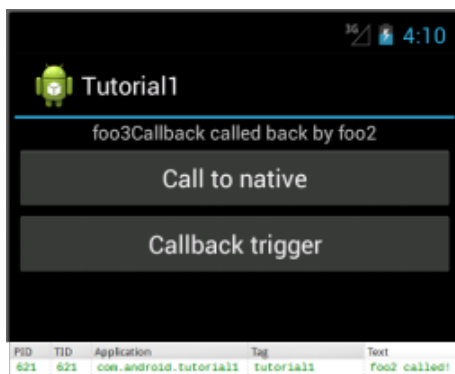 3G 4:10
Tutorial1
foo3Callback called back by foo2
Call to native
Callback trigger
PID TID Application Tag Text
621 621 com.android.tutorial1 tutorial1 foo2 called!